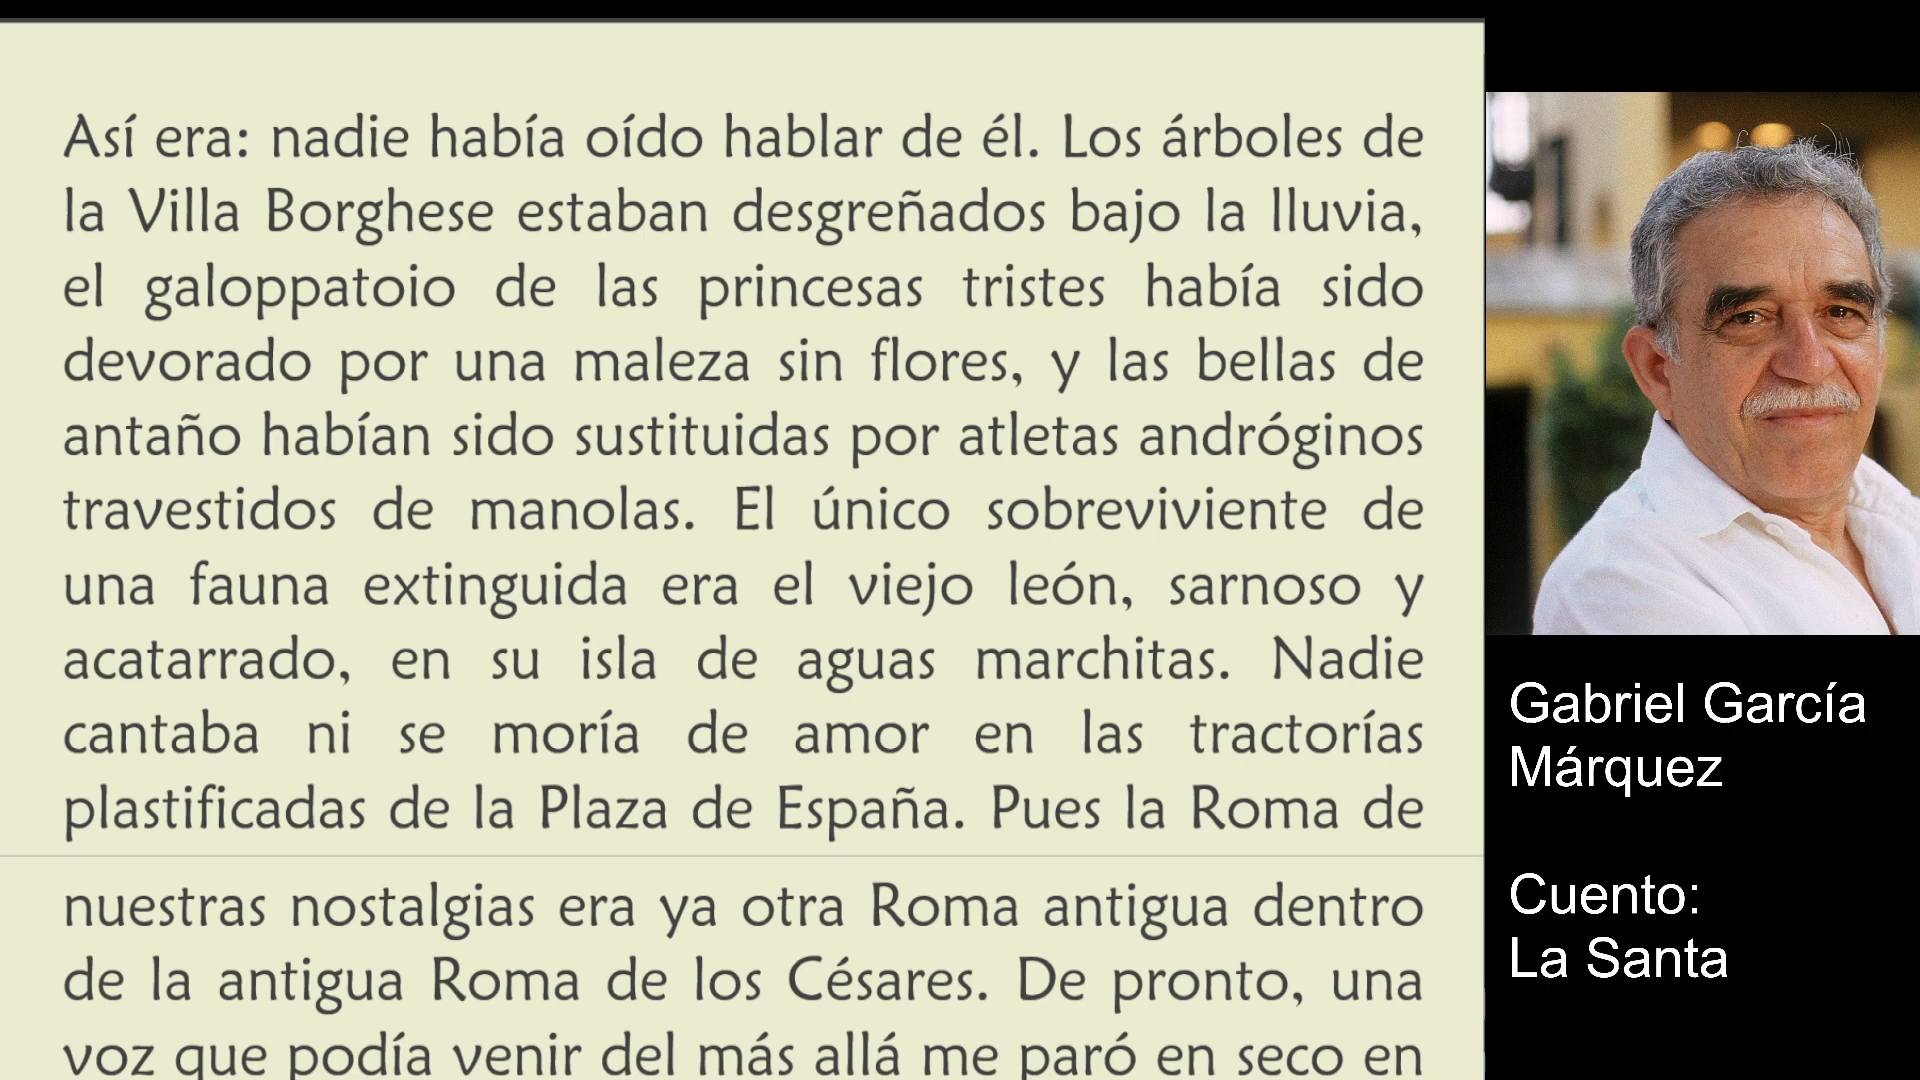 Así era: nadie había oído hablar de él. Los árboles de
la Villa Borghese estaban desgreñados bajo la lluvia,
el galoppatoio de las princesas tristes había sido
devorado por una maleza sin flores, y las bellas de
antaño habían sido sustituidas por atletas andróginos
travestidos de manolas. El único sobreviviente de
una fauna extinguida era el viejo león, sarnoso y
acatarrado, en su isla de aguas marchitas. Nadie
cantaba ni se moría de amor en las tractorías
plastificadas de la Plaza de España. Pues la Roma de
nuestras nostalgias era ya otra Roma antigua dentro
de la antigua Roma de los Césares. De pronto, una
voz que podía venir del más allá me paró en seco en
Gabriel García
Márquez
Cuento:
La Santa